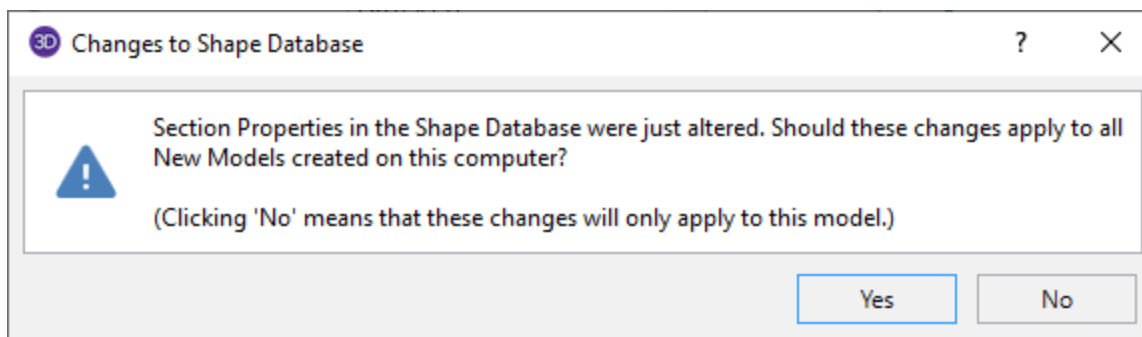 3D Changes to Shape Database ?
Section Properties in the Shape Database were just altered. Should these changes apply to all
New Models created on this computer?
(Clicking 'No' means that these changes will only apply to this model.)
Yes No